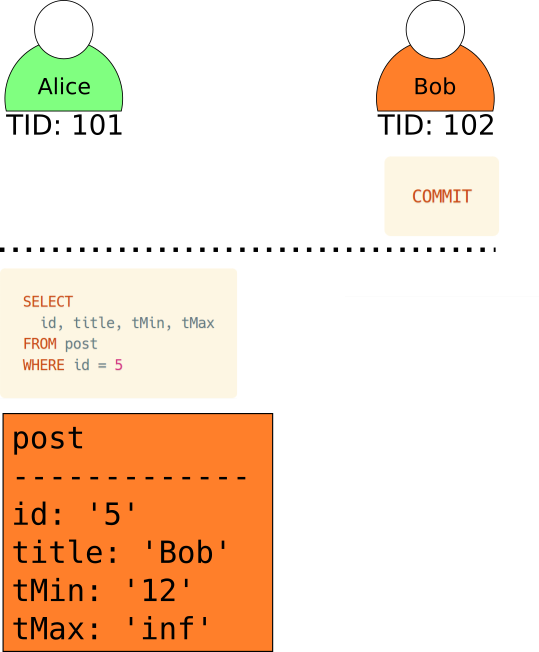 Alice
Bob
TID: 101
TID: 102
COMMIT
SELECT
id, title, tMin, tMax
FROM post
WHERE id = 5
post
-------------
id: '5'
title: 'Bob'
tMin: '12'
tMax: 'inf'